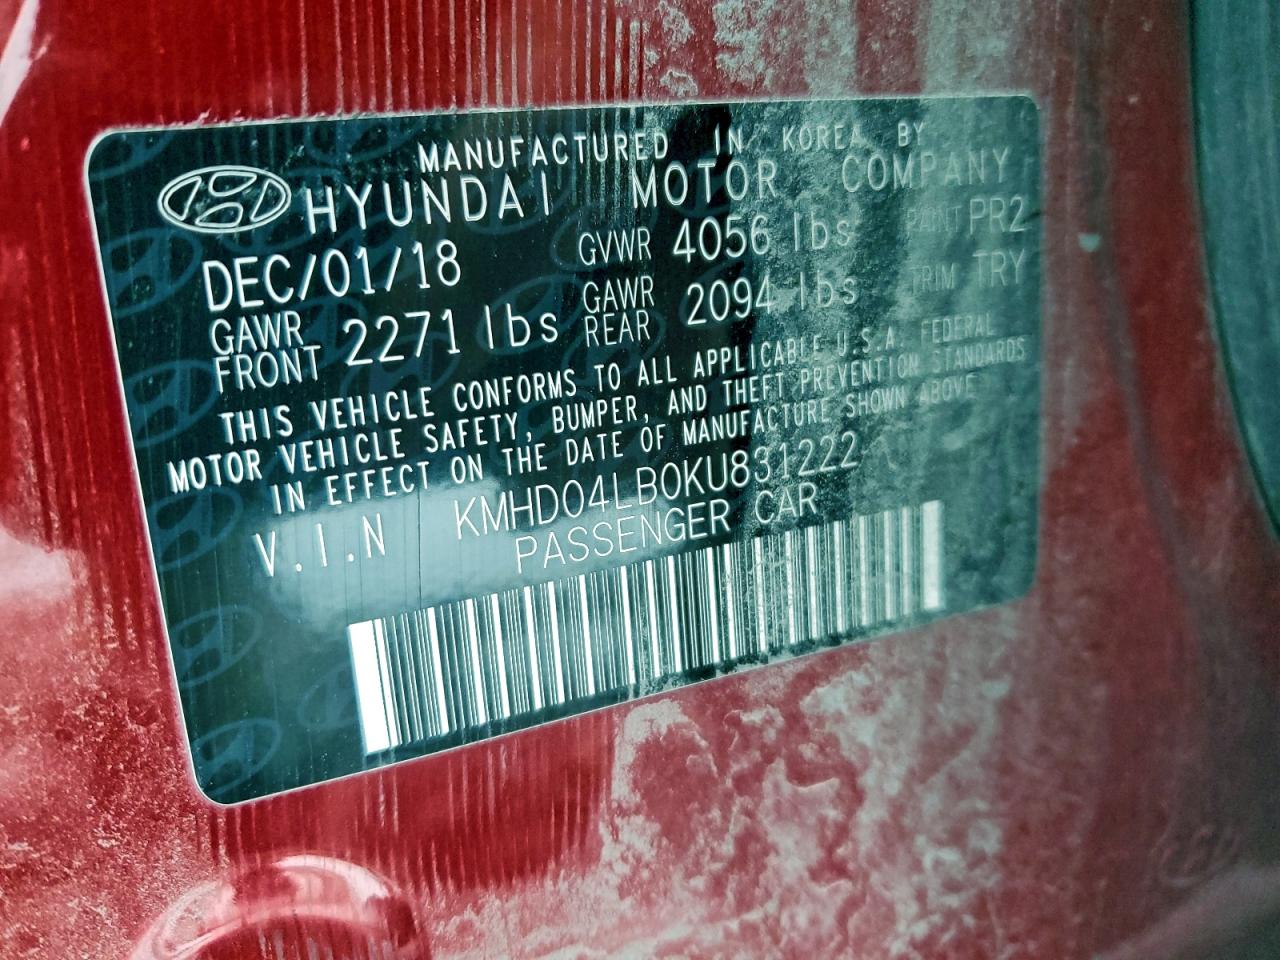 MANUFACTURED IN KOREA BY
HYUNDAI MOTOR COMPANY
DEC/01/18 GVWR 4056 lbs PAINT PR2
GAWR FRONT 2271 lbs GAWR REAR 2094 lbs TRIM TRY
THIS VEHICLE CONFORMS TO ALL APPLICABLE U.S.A. FEDERAL
MOTOR VEHICLE SAFETY, BUMPER, AND THEFT PREVENTION STANDARDS
IN EFFECT ON THE DATE OF MANUFACTURE SHOWN ABOVE
V.I.N KMHD04LB0KU831222
PASSENGER CAR